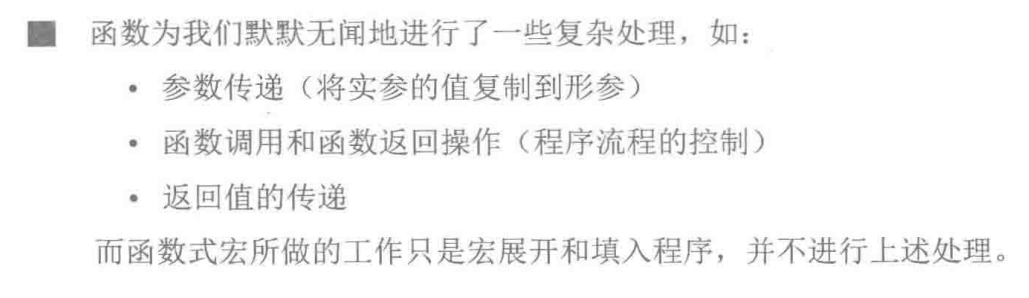 ■ 函数为我们默默无闻地进行了一些复杂处理，如：
• 参数传递（将实参的值复制到形参）
• 函数调用和函数返回操作（程序流程的控制）
• 返回值的传递
而函数式宏所做的工作只是宏展开和填入程序，并不进行上述处理。